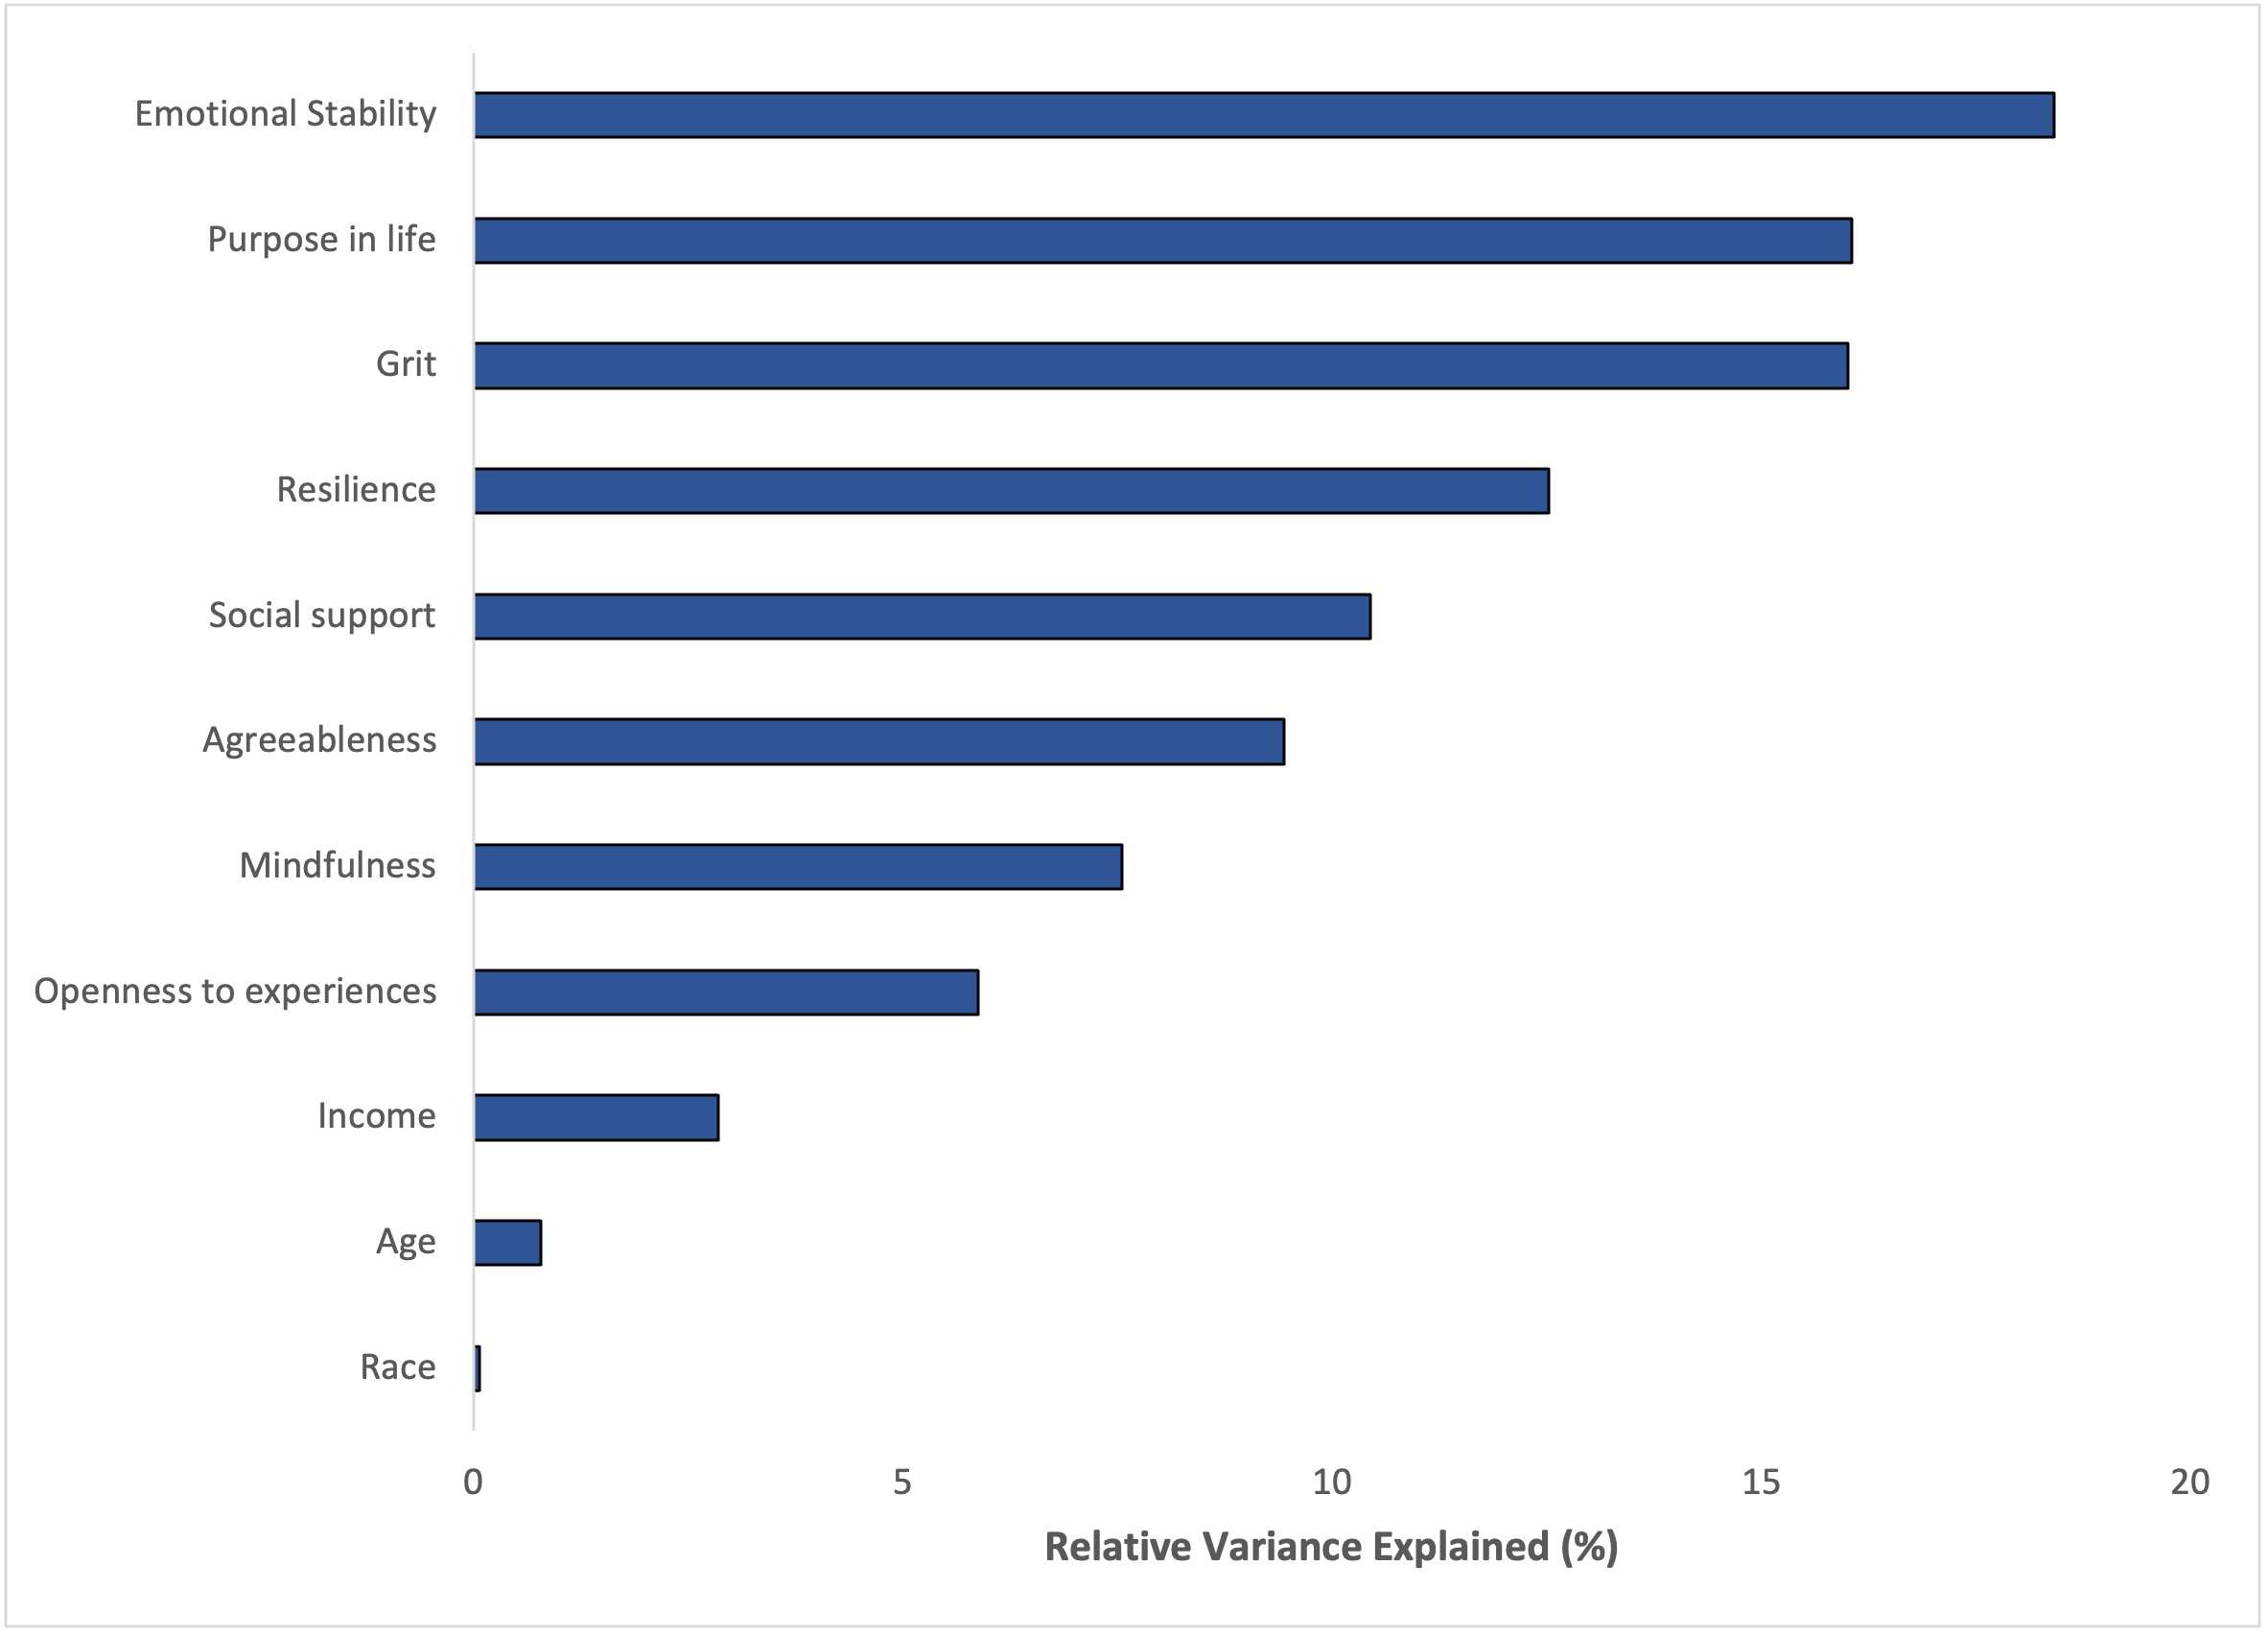 Emotional Stability
Purpose in life
Grit
Resilience
Social support
Agreeableness
Mindfulness
Openness to experiences
Income
Age
Race
0 5 10 15 20
Relative Variance Explained (%)